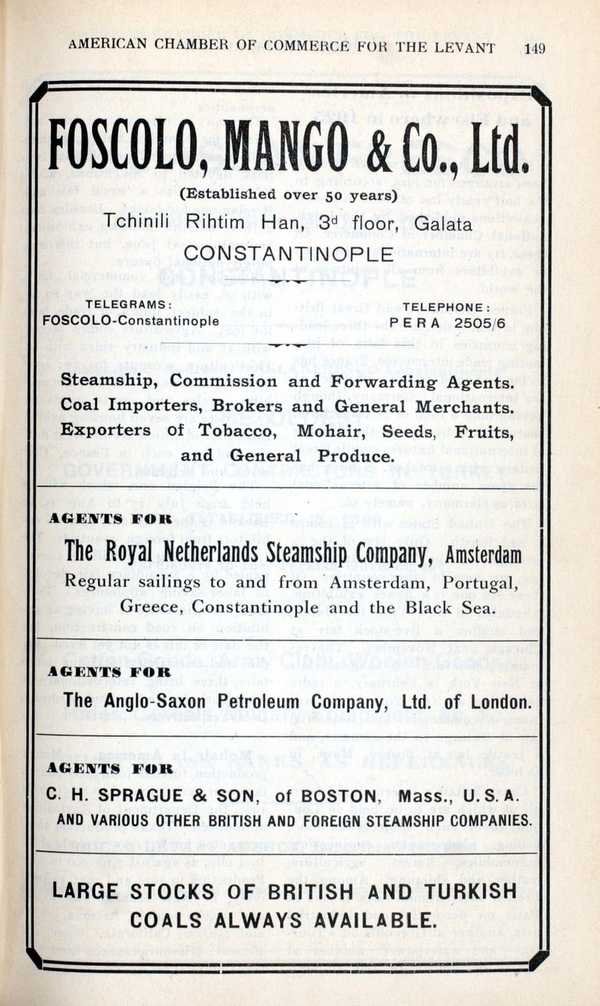 AMERICAN CHAMBER OF COMMERCE FOR THE LEVANT 149
FOSCOLO, MANGO & Co., Ltd.
(Established over 50 years)
Tchinili Rihtim Han, 3d floor, Galata
CONSTANTINOPLE
TELEGRAMS:
FOSCOLO-Constantinople
TELEPHONE:
PERA 2505/6
Steamship, Commission and Forwarding Agents.
Coal Importers, Brokers and General Merchants.
Exporters of Tobacco, Mohair, Seeds, Fruits,
and General Produce.
AGENTS FOR
The Royal Netherlands Steamship Company, Amsterdam
Regular sailings to and from Amsterdam, Portugal,
Greece, Constantinople and the Black Sea.
AGENTS FOR
The Anglo-Saxon Petroleum Company, Ltd. of London.
AGENTS FOR
C. H. SPRAGUE & SON, of BOSTON, Mass., U.S.A.
AND VARIOUS OTHER BRITISH AND FOREIGN STEAMSHIP COMPANIES.
LARGE STOCKS OF BRITISH AND TURKISH
COALS ALWAYS AVAILABLE.